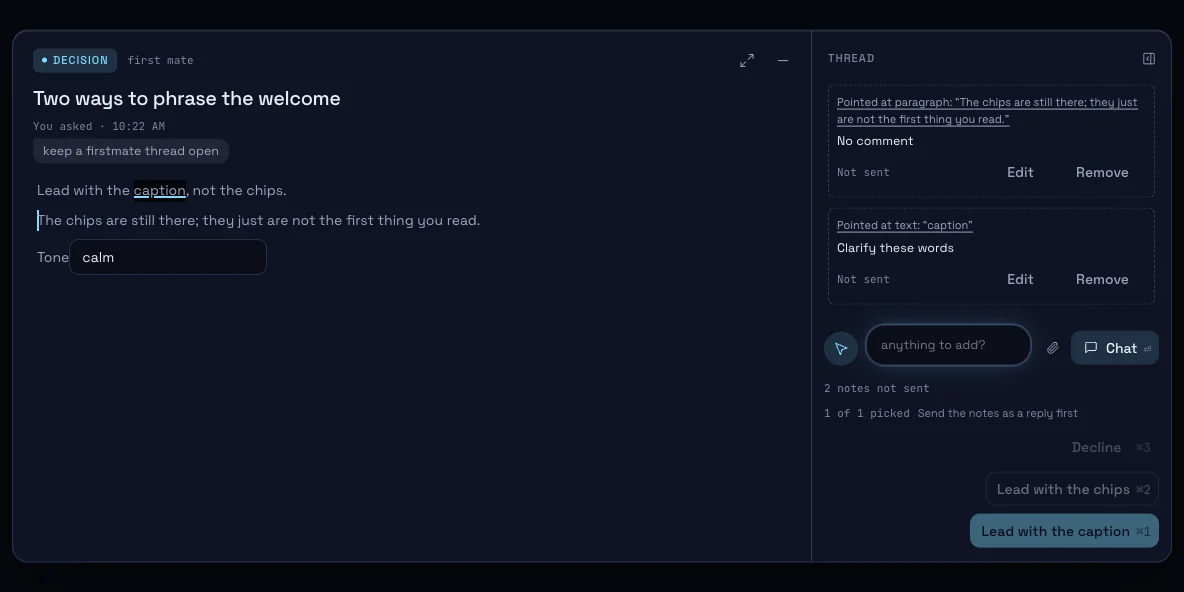 DECISION first mate
Two ways to phrase the welcome
You asked · 10:22 AM
keep a firstmate thread open
Lead with the caption, not the chips.
The chips are still there; they just are not the first thing you read.
Tone calm
THREAD
Pointed at paragraph: “The chips are still there; they just
are not the first thing you read.”
No comment
Not sent Edit Remove
Pointed at text: “caption”
Clarify these words
Not sent Edit Remove
anything to add? Chat ⏎
2 notes not sent
1 of 1 picked Send the notes as a reply first
Decline ⌘3
Lead with the chips ⌘2
Lead with the caption ⌘1